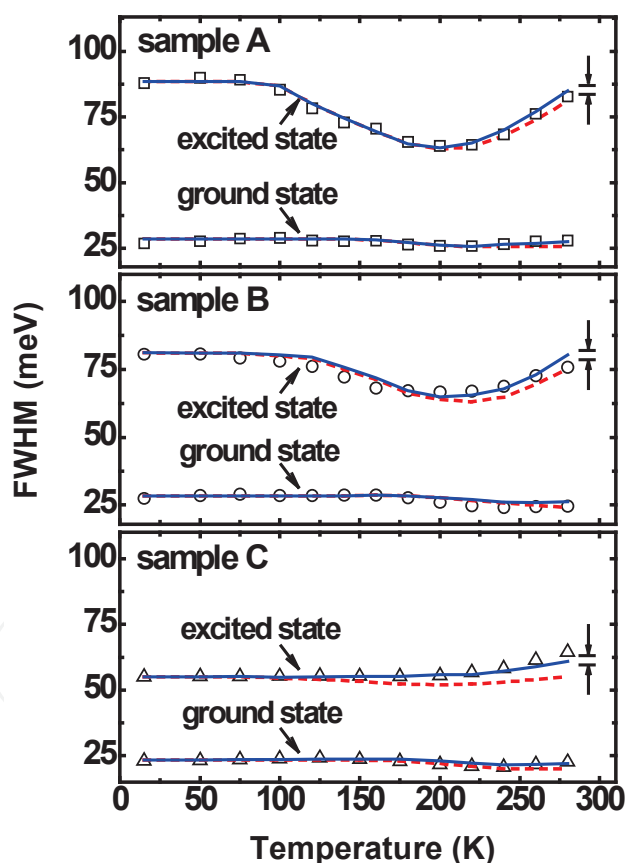 100
sample A
75
excited state
50
ground state
25
100
sample B
75
excited state
50
ground state
25
100
sample C
75
excited state
50
ground state
25
0 50 100 150 200 250 300
Temperature (K)
FWHM (meV)